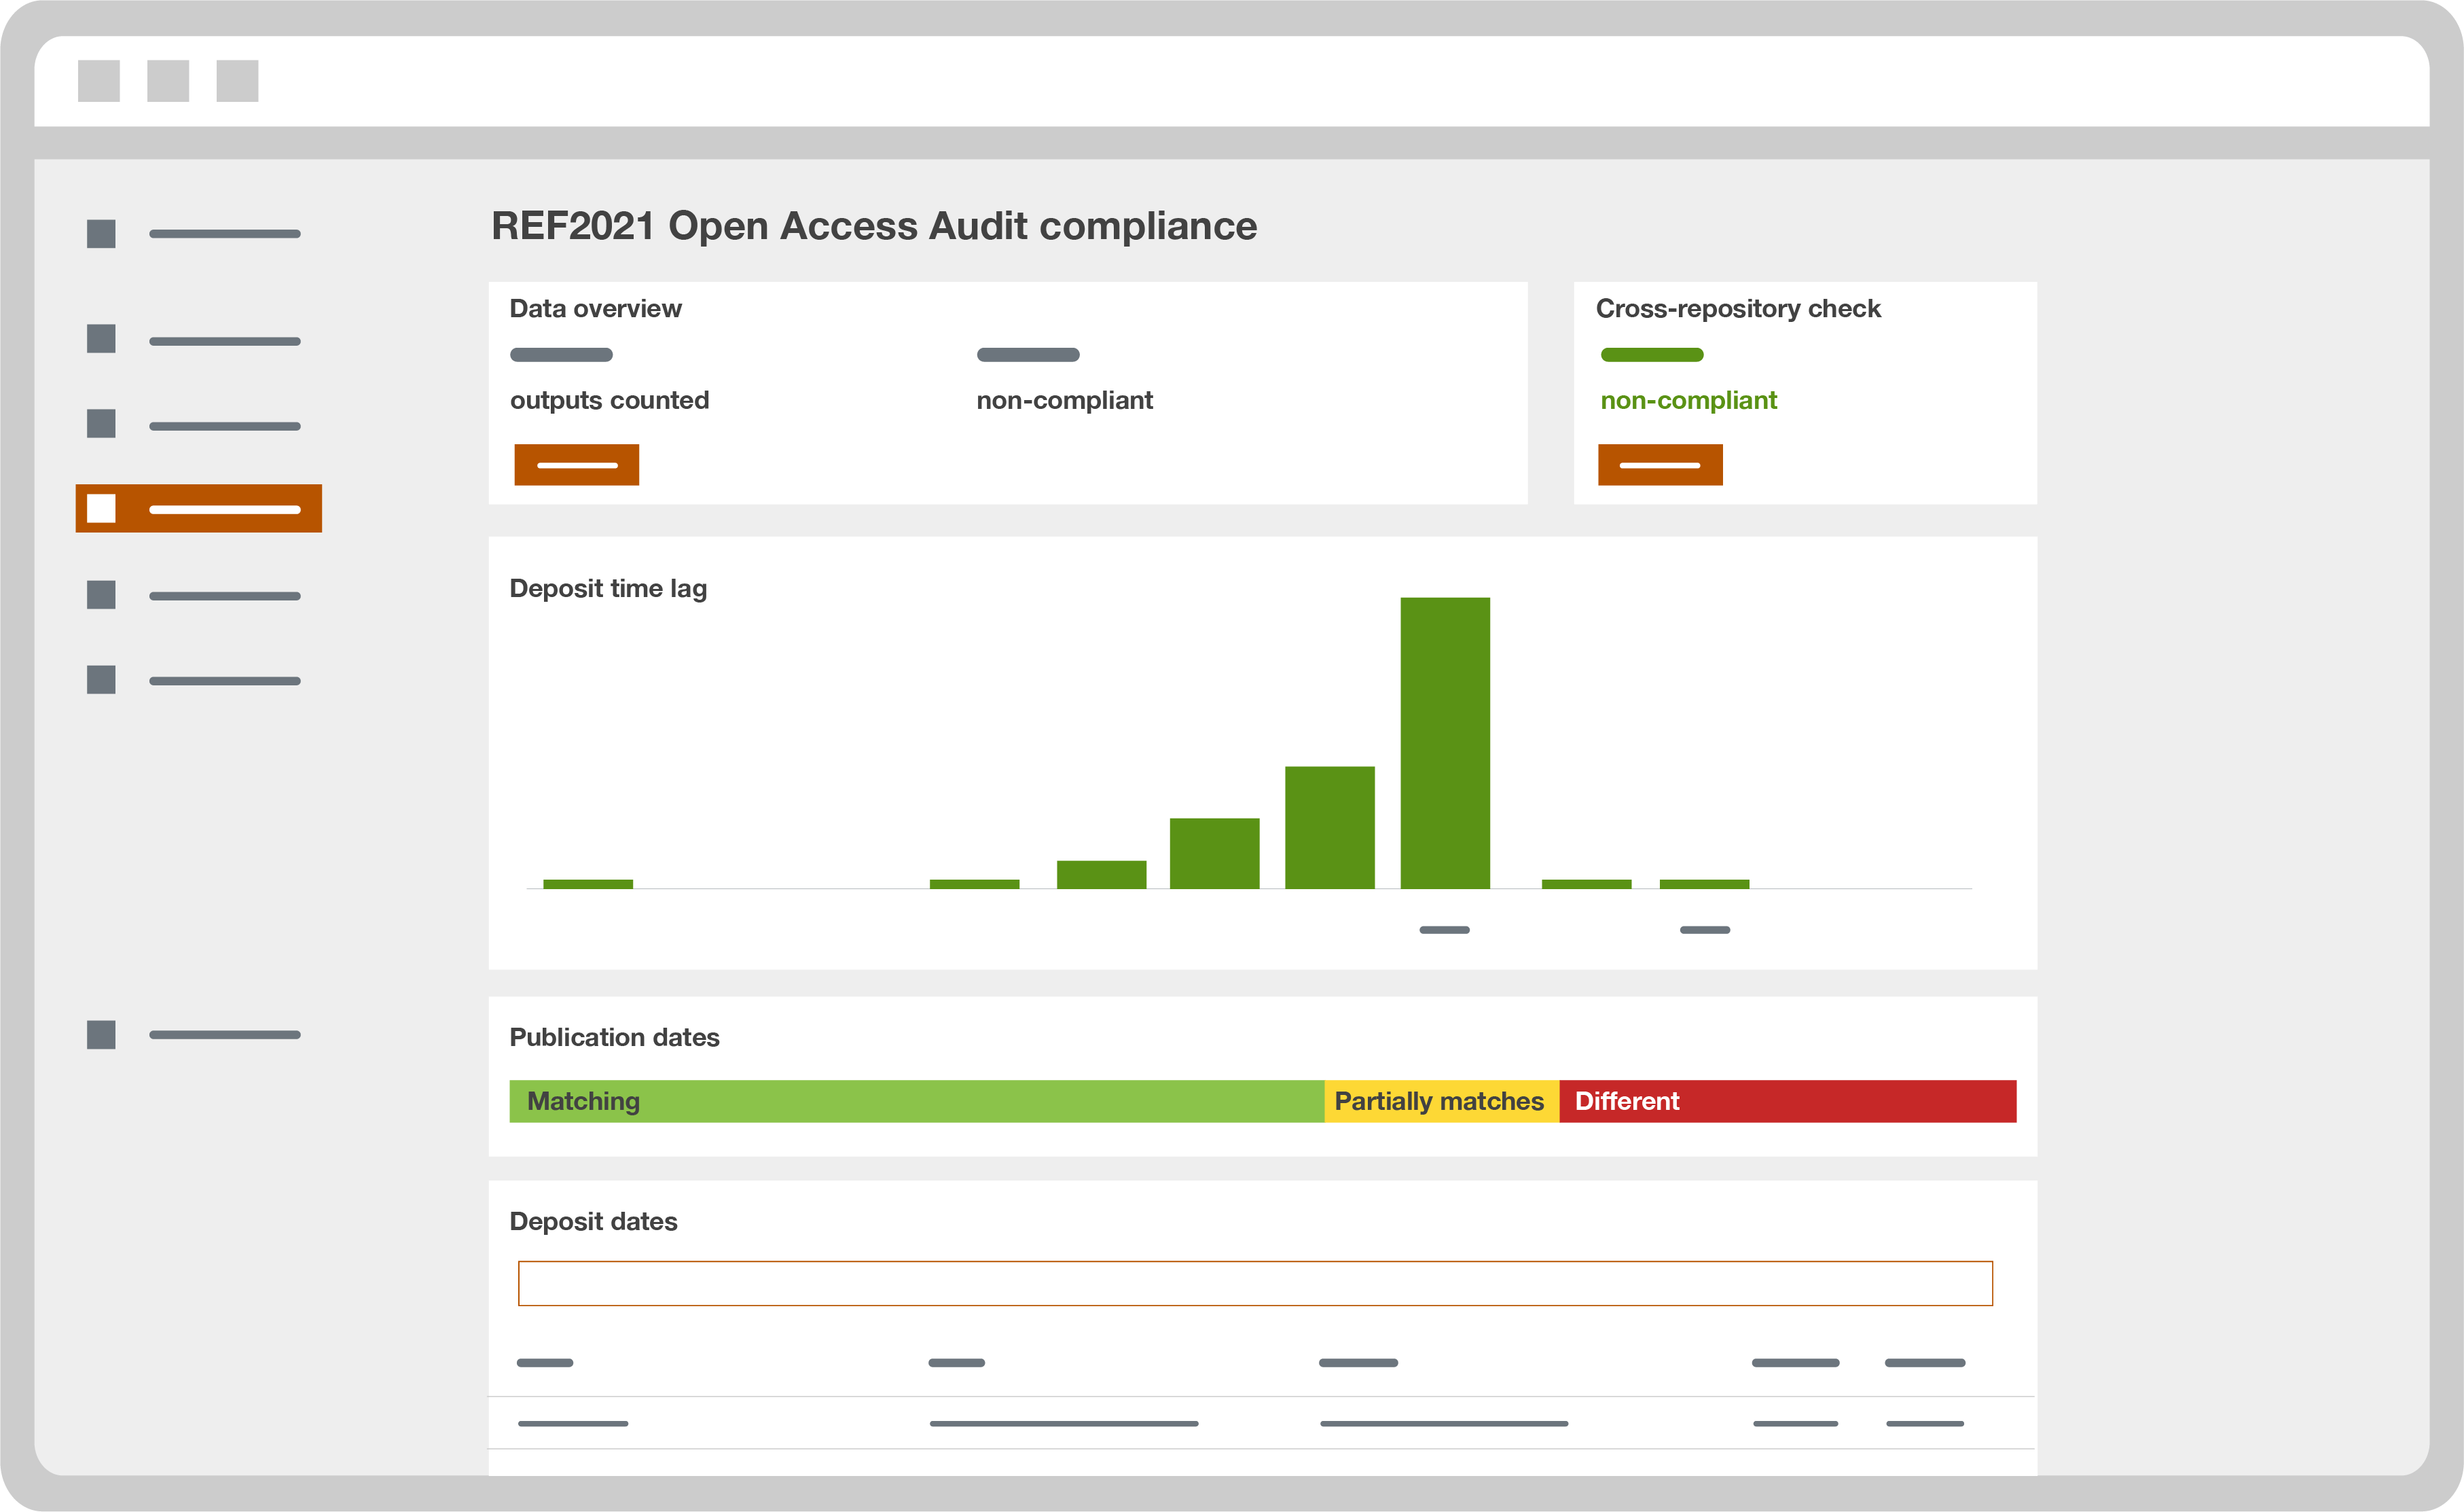 REF2021 Open Access Audit compliance
Data overview
outputs counted
non-compliant
Cross-repository check
non-compliant
Deposit time lag
Publication dates
Matching
Partially matches
Different
Deposit dates